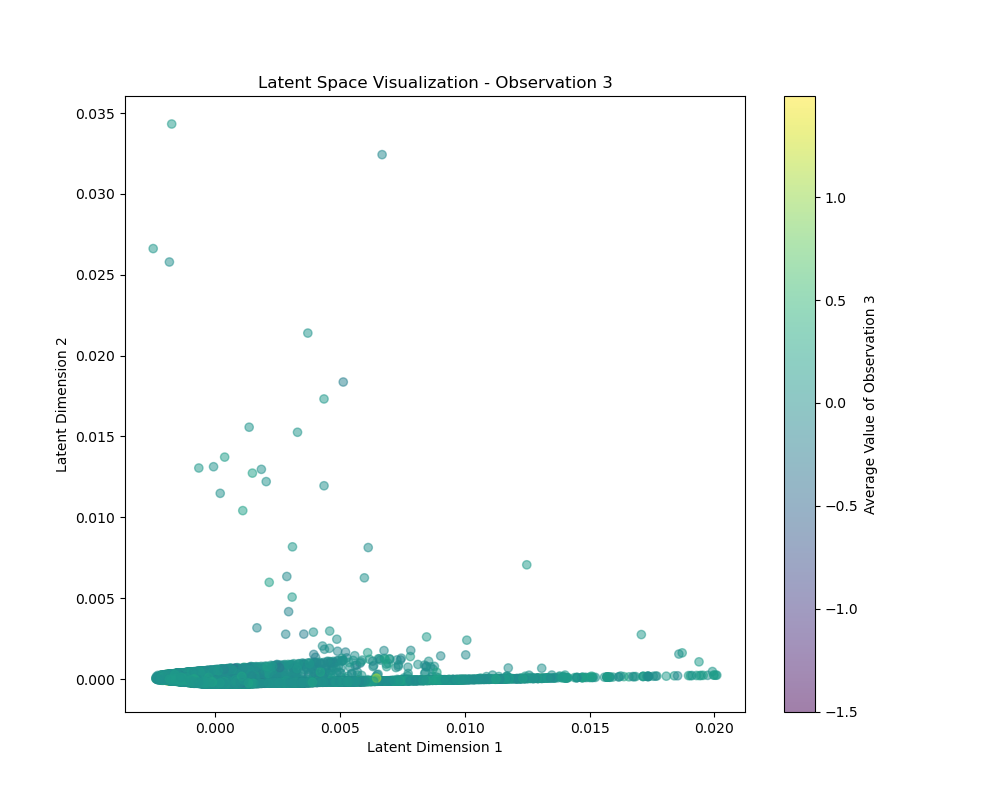 Latent Space Visualization - Observation 3
0.035
0.030
0.025
0.020
0.015
0.010
0.005
0.000
Latent Dimension 2
0.000 0.005 0.010 0.015 0.020
Latent Dimension 1
1.0
0.5
0.0
−0.5
−1.0
−1.5
Average Value of Observation 3